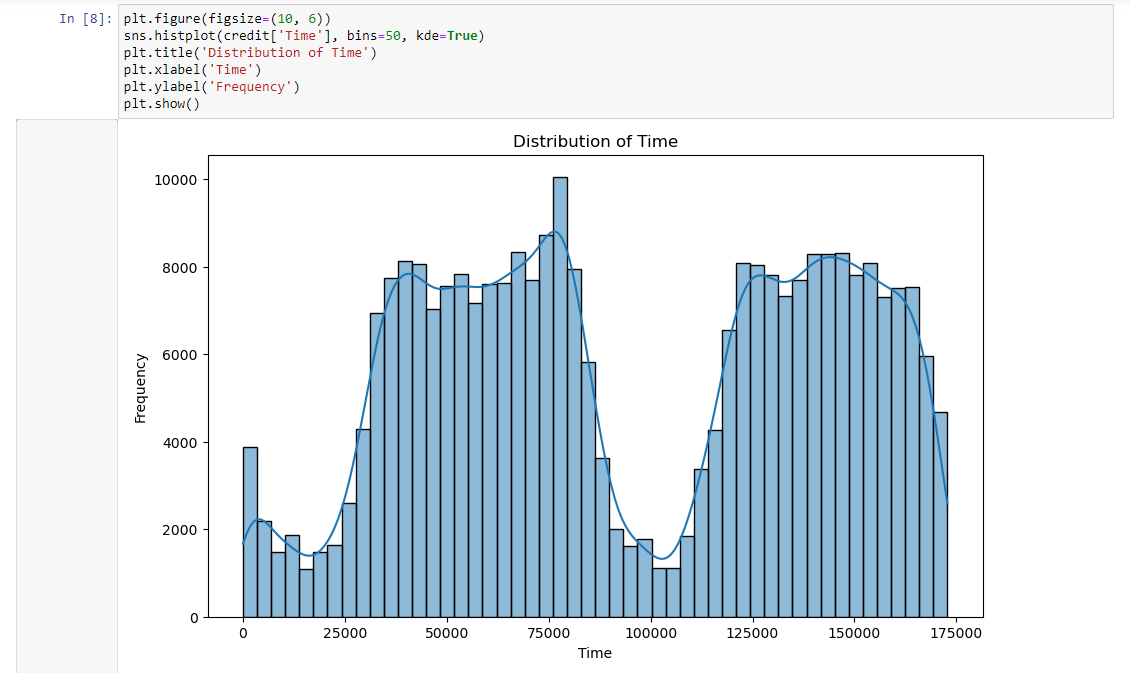 In [8]:
plt.figure(figsize=(10, 6))
sns.histplot(credit['Time'], bins=50, kde=True)
plt.title('Distribution of Time')
plt.xlabel('Time')
plt.ylabel('Frequency')
plt.show()
Distribution of Time
10000
8000
6000
4000
2000
0
Frequency
0 25000 50000 75000 100000 125000 150000 175000
Time